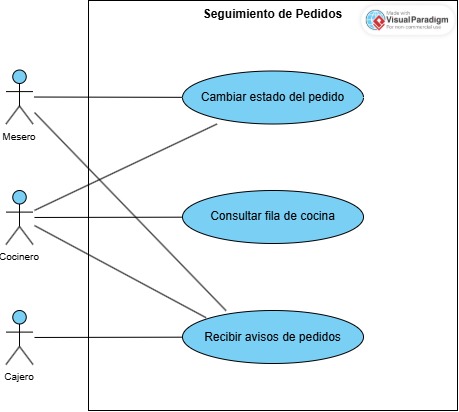 Seguimiento de Pedidos
Made with
Visual Paradigm
For non-commercial use
Cambiar estado del pedido
Mesero
Consultar fila de cocina
Cocinero
Recibir avisos de pedidos
Cajero